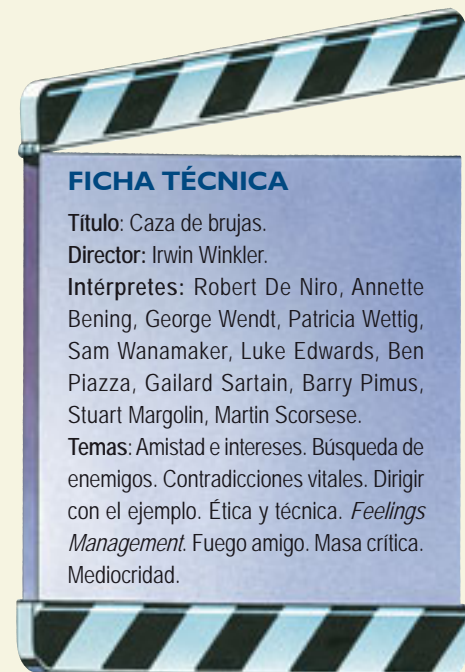 FICHA TÉCNICA
Título: Caza de brujas.
Director: Irwin Winkler.
Intérpretes: Robert De Niro, Annette
Bening, George Wendt, Patricia Wettig,
Sam Wanamaker, Luke Edwards, Ben
Piazza, Gailard Sartain, Barry Pimus,
Stuart Margolin, Martin Scorsese.
Temas: Amistad e intereses. Búsqueda de
enemigos. Contradicciones vitales. Dirigir
con el ejemplo. Ética y técnica. Feelings
Management. Fuego amigo. Masa crítica.
Mediocridad.